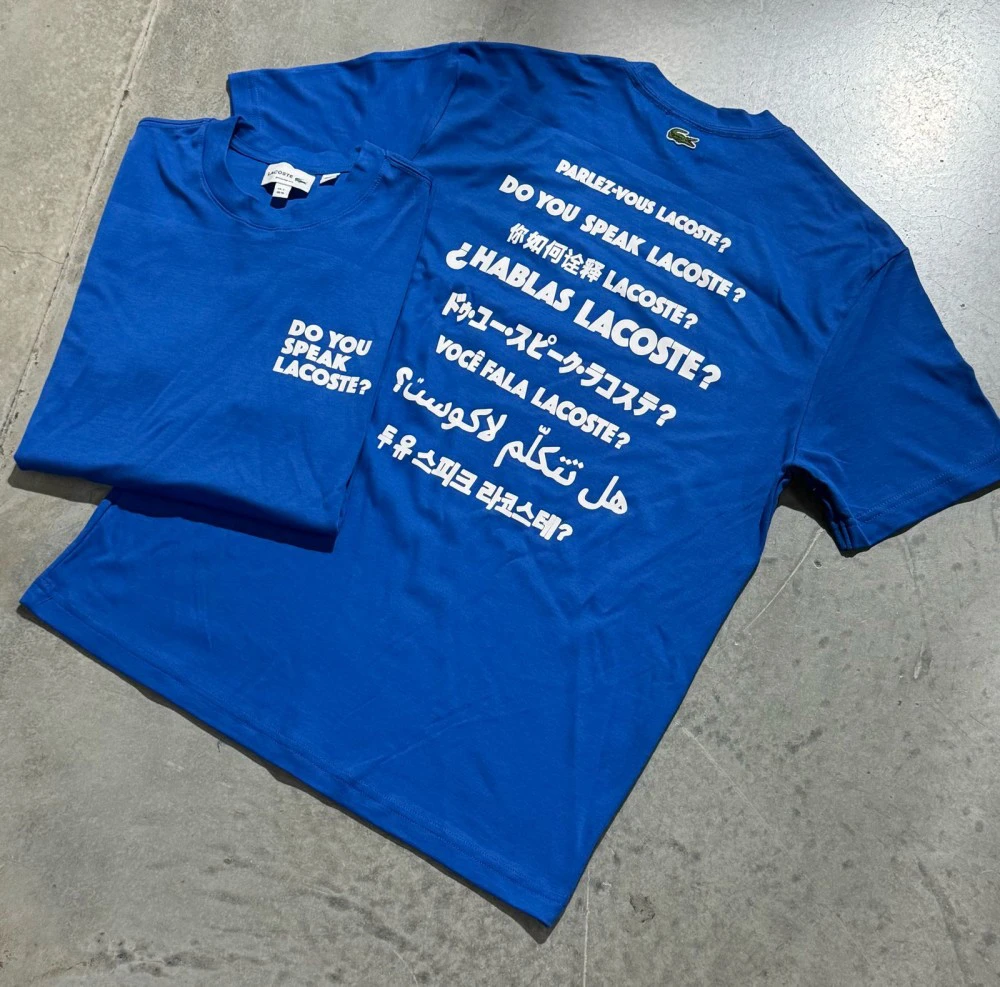 LACOSTE
DO YOU
SPEAK
LACOSTE?
PARLEZ-VOUS LACOSTE?
DO YOU SPEAK LACOSTE?
你如何诠释 LACOSTE?
¿HABLAS LACOSTE?
ドゥ・ユー・スピーク・ラコステ?
VOCÊ FALA LACOSTE?
هل تتكلّم لاكوست؟
두유 스피크 라코스테?